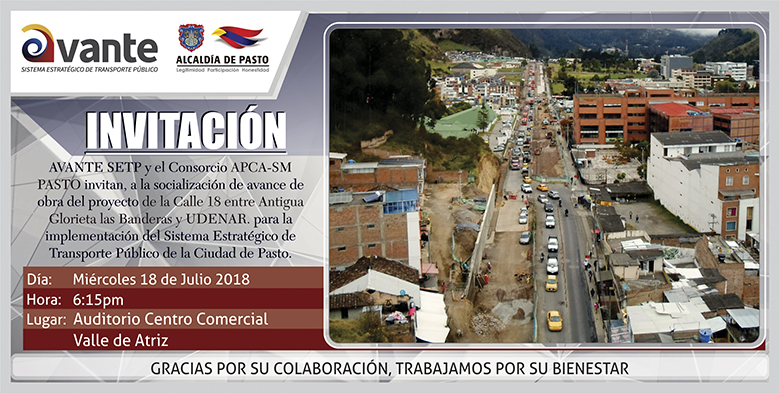 avante
SISTEMA ESTRATÉGICO DE TRANSPORTE PÚBLICO
ALCALDÍA DE PASTO
Legitimidad Participación Honestidad
INVITACIÓN
AVANTE SETP y el Consorcio APCA-SM
PASTO invitan, a la socialización de avance de
obra del proyecto de la Calle 18 entre Antigua
Glorieta las Banderas y UDENAR. para la
implementación del Sistema Estratégico de
Transporte Público de la Ciudad de Pasto.
Día: Miércoles 18 de Julio 2018
Hora: 6:15pm
Lugar: Auditorio Centro Comercial
Valle de Atriz
GRACIAS POR SU COLABORACIÓN, TRABAJAMOS POR SU BIENESTAR